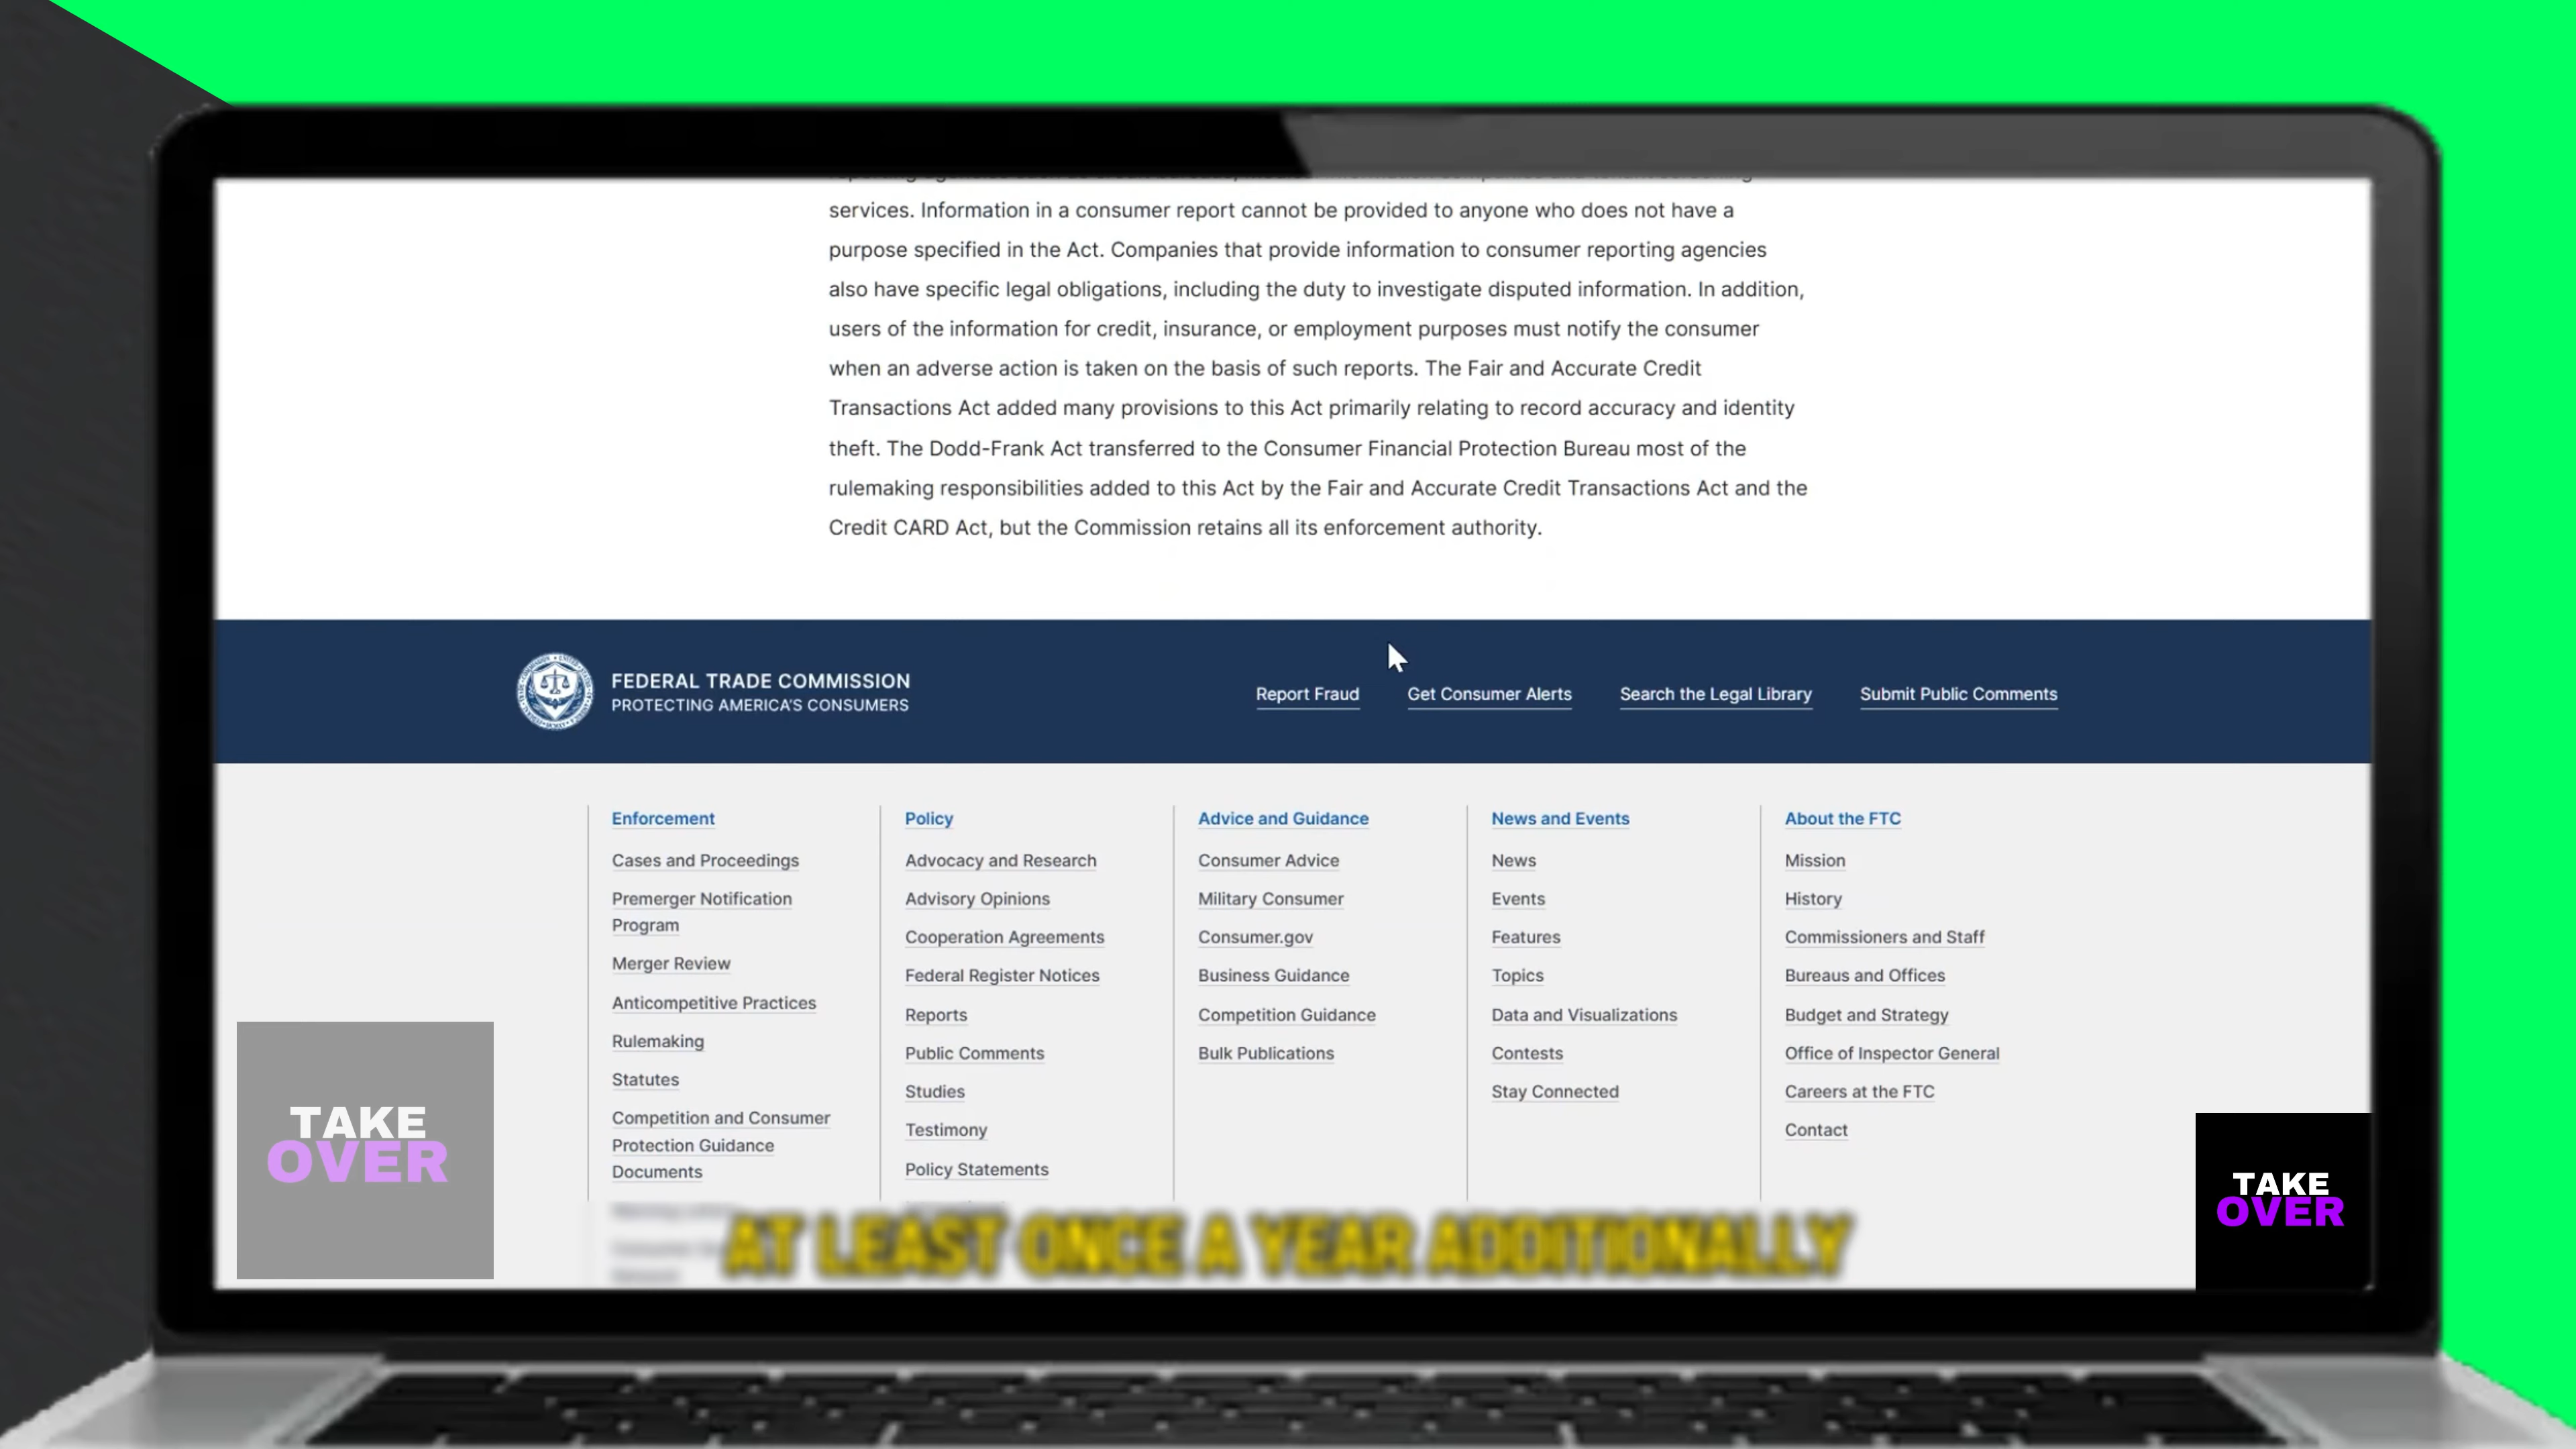 services. Information in a consumer report cannot be provided to anyone who does not have a
purpose specified in the Act. Companies that provide information to consumer reporting agencies
also have specific legal obligations, including the duty to investigate disputed information. In addition,
users of the information for credit, insurance, or employment purposes must notify the consumer
when an adverse action is taken on the basis of such reports. The Fair and Accurate Credit
Transactions Act added many provisions to this Act primarily relating to record accuracy and identity
theft. The Dodd-Frank Act transferred to the Consumer Financial Protection Bureau most of the
rulemaking responsibilities added to this Act by the Fair and Accurate Credit Transactions Act and the
Credit CARD Act, but the Commission retains all its enforcement authority.
FEDERAL TRADE COMMISSION
PROTECTING AMERICA'S CONSUMERS
Report Fraud
Get Consumer Alerts
Search the Legal Library
Submit Public Comments
Enforcement
Cases and Proceedings
Premerger Notification
Program
Merger Review
Anticompetitive Practices
Rulemaking
Statutes
Competition and Consumer
Protection Guidance
Documents
Policy
Advocacy and Research
Advisory Opinions
Cooperation Agreements
Federal Register Notices
Reports
Public Comments
Studies
Testimony
Policy Statements
Advice and Guidance
Consumer Advice
Military Consumer
Consumer.gov
Business Guidance
Competition Guidance
Bulk Publications
News and Events
News
Events
Features
Topics
Data and Visualizations
Contests
Stay Connected
About the FTC
Mission
History
Commissioners and Staff
Bureaus and Offices
Budget and Strategy
Office of Inspector General
Careers at the FTC
Contact
TAKE
OVER
TAKE
OVER
AT LEAST ONCE A YEAR ADDITIONALLY